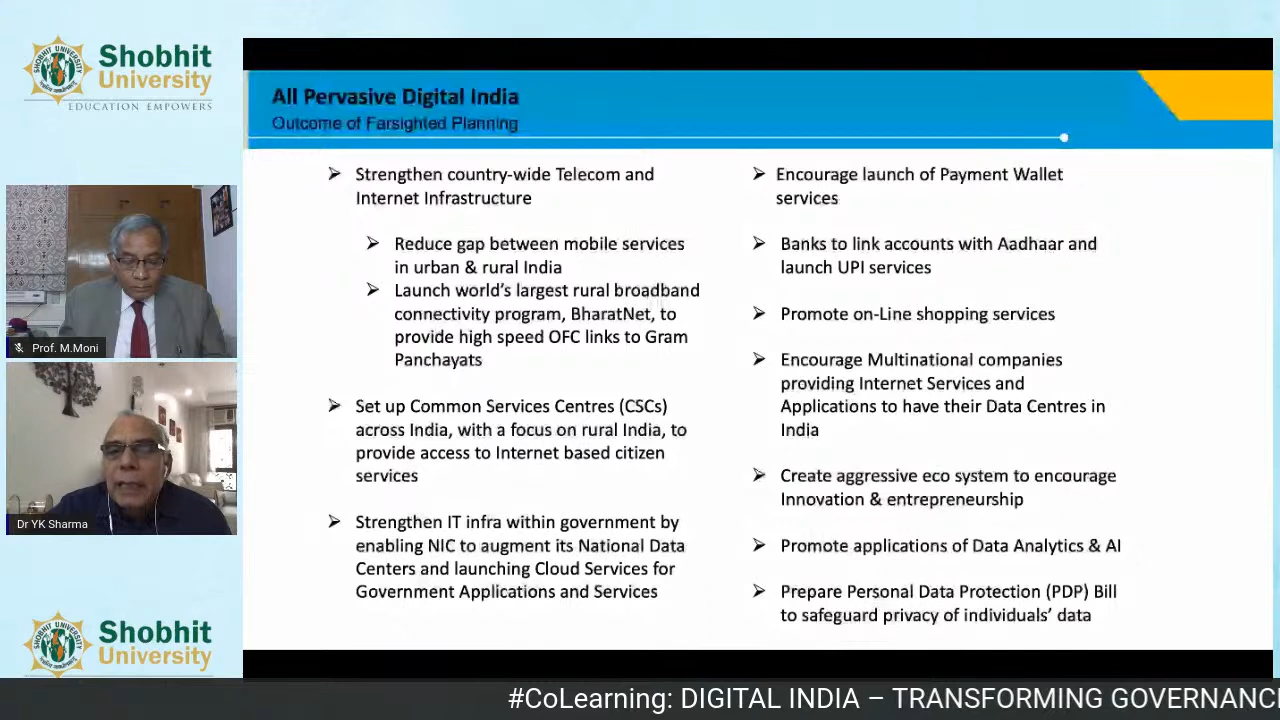 Shobhit
University
EDUCATION EMPOWERS
Prof. M.Moni
Dr YK Sharma
Shobhit
University
All Pervasive Digital India
Outcome of Farsighted Planning
➢ Strengthen country-wide Telecom and
Internet Infrastructure
➢ Reduce gap between mobile services
in urban & rural India
➢ Launch world's largest rural broadband
connectivity program, BharatNet, to
provide high speed OFC links to Gram
Panchayats
➢ Set up Common Services Centres (CSCs)
across India, with a focus on rural India, to
provide access to Internet based citizen
services
➢ Strengthen IT infra within government by
enabling NIC to augment its National Data
Centers and launching Cloud Services for
Government Applications and Services
➢ Encourage launch of Payment Wallet
services
➢ Banks to link accounts with Aadhaar and
launch UPI services
➢ Promote on-Line shopping services
➢ Encourage Multinational companies
providing Internet Services and
Applications to have their Data Centres in
India
➢ Create aggressive eco system to encourage
Innovation & entrepreneurship
➢ Promote applications of Data Analytics & AI
➢ Prepare Personal Data Protection (PDP) Bill
to safeguard privacy of individuals' data
#CoLearning: DIGITAL INDIA – TRANSFORMING GOVERNANC